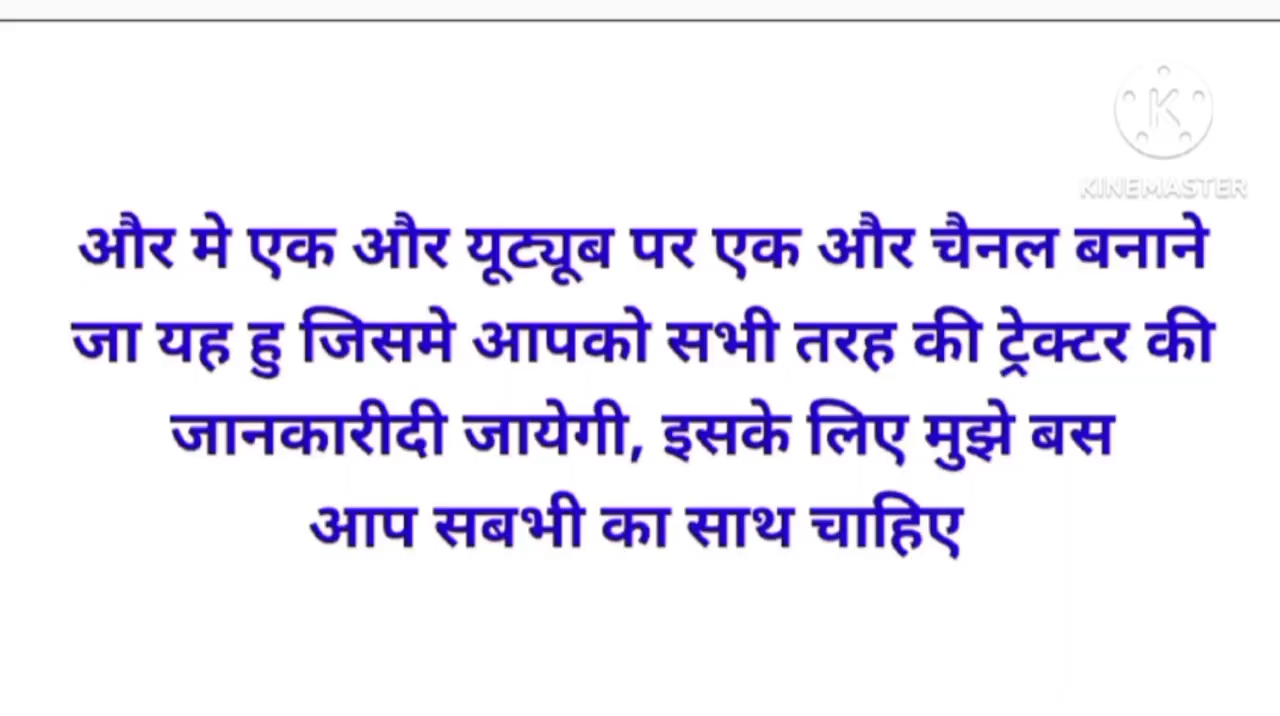 KINEMASTER
और मे एक और यूट्यूब पर एक और चैनल बनाने
जा यह हु जिसमे आपको सभी तरह की ट्रेक्टर की
जानकारीदी जायेगी, इसके लिए मुझे बस
आप सबभी का साथ चाहिए